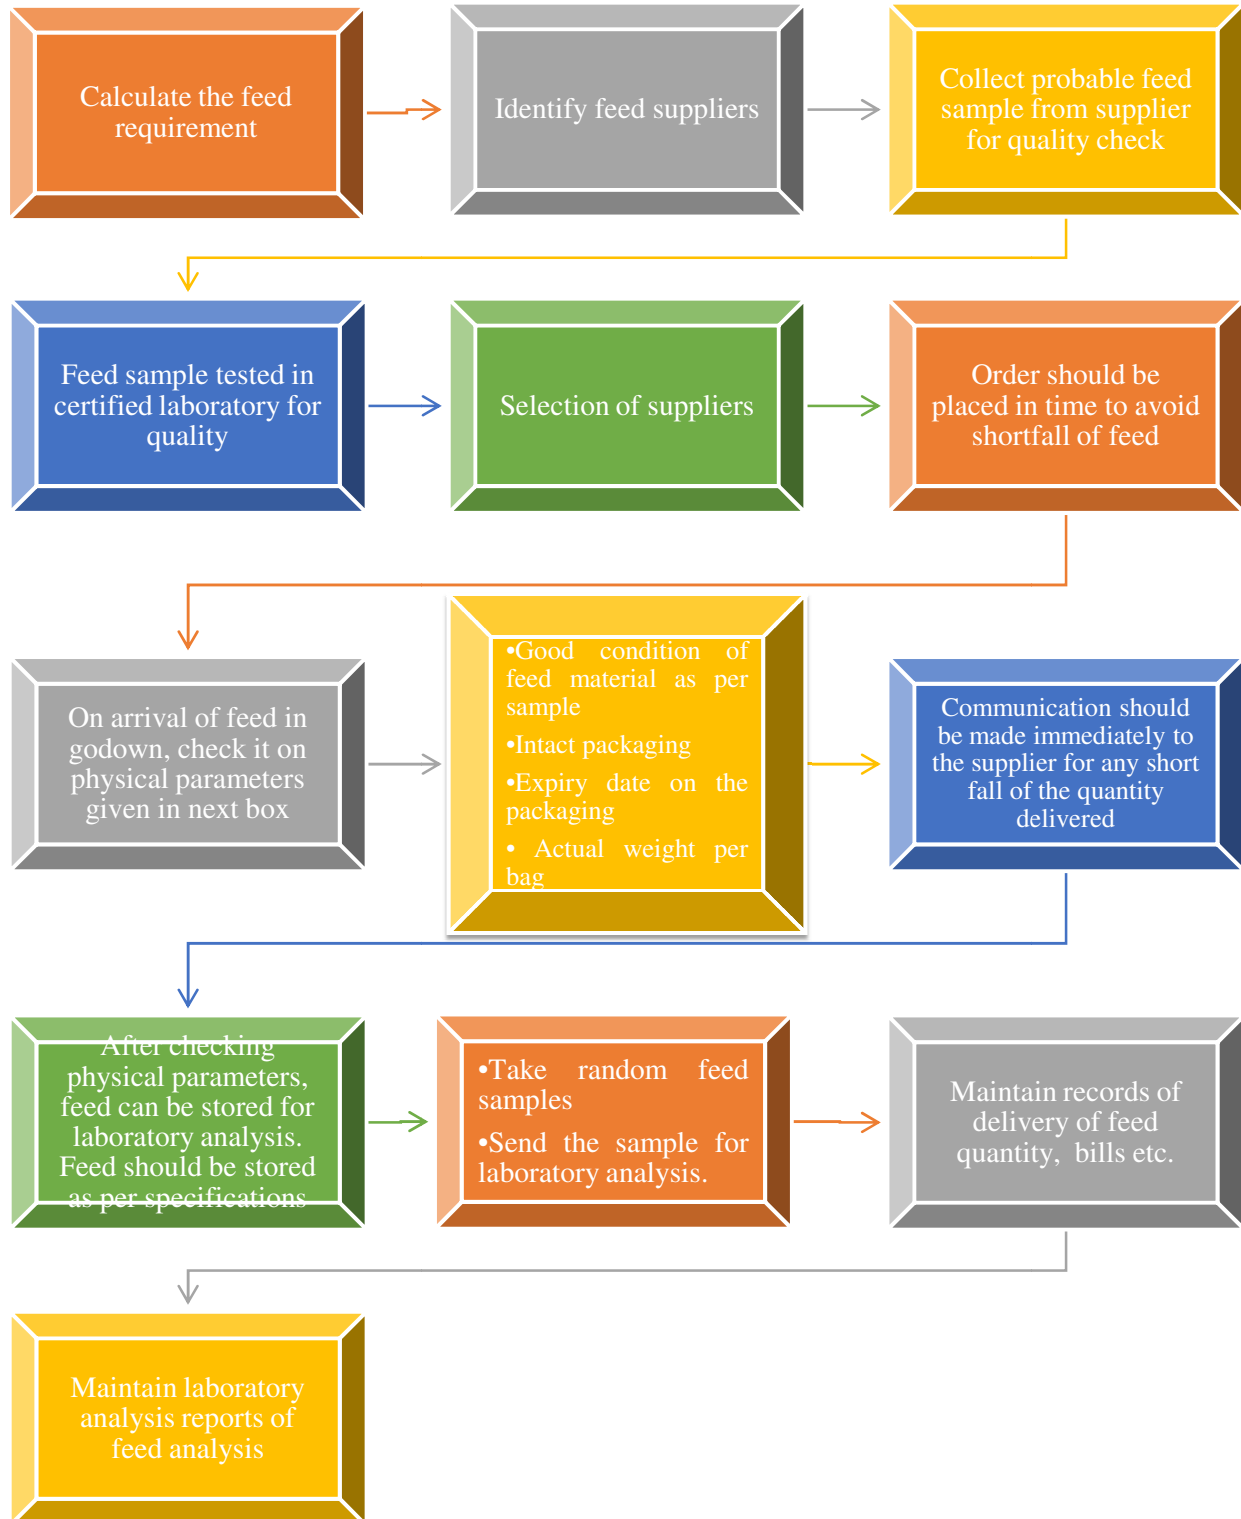 Calculate the feed
requirement
Identify feed suppliers
Collect probable feed
sample from supplier
for quality check
Feed sample tested in
certified laboratory for
quality
Selection of suppliers
Order should be
placed in time to avoid
shortfall of feed
On arrival of feed in
godown, check it on
physical parameters
given in next box
•Good condition of
feed material as per
sample
•Intact packaging
•Expiry date on the
packaging
• Actual weight per
bag
Communication should
be made immediately to
the supplier for any short
fall of the quantity
delivered
After checking
physical parameters,
feed can be stored for
laboratory analysis.
Feed should be stored
as per specifications
•Take random feed
samples
•Send the sample for
laboratory analysis.
Maintain records of
delivery of feed
quantity, bills etc.
Maintain laboratory
analysis reports of
feed analysis